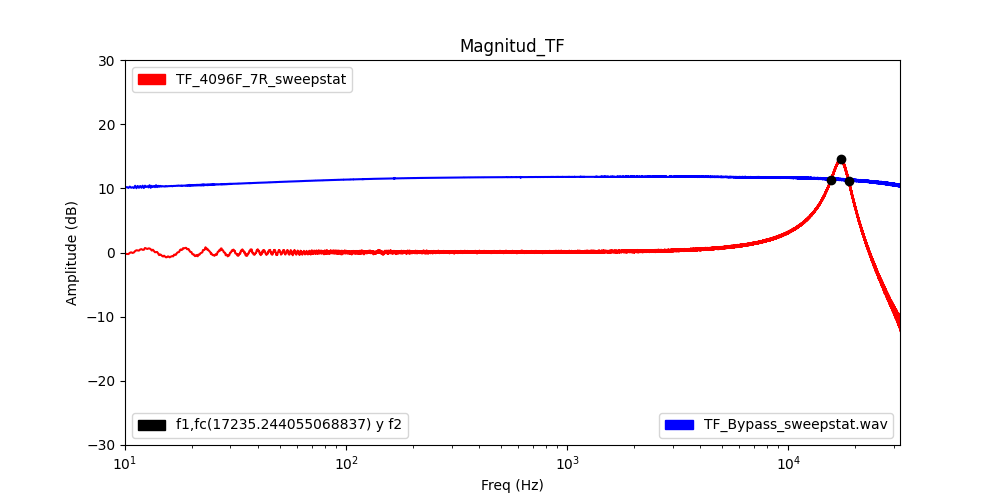 Magnitud_TF
30
20
10
0
−10
−20
−30
Amplitude (dB)
TF_4096F_7R_sweepstat
f1,fc(17235.244055068837) y f2
TF_Bypass_sweepstat.wav
10¹
10²
10³
10⁴
Freq (Hz)